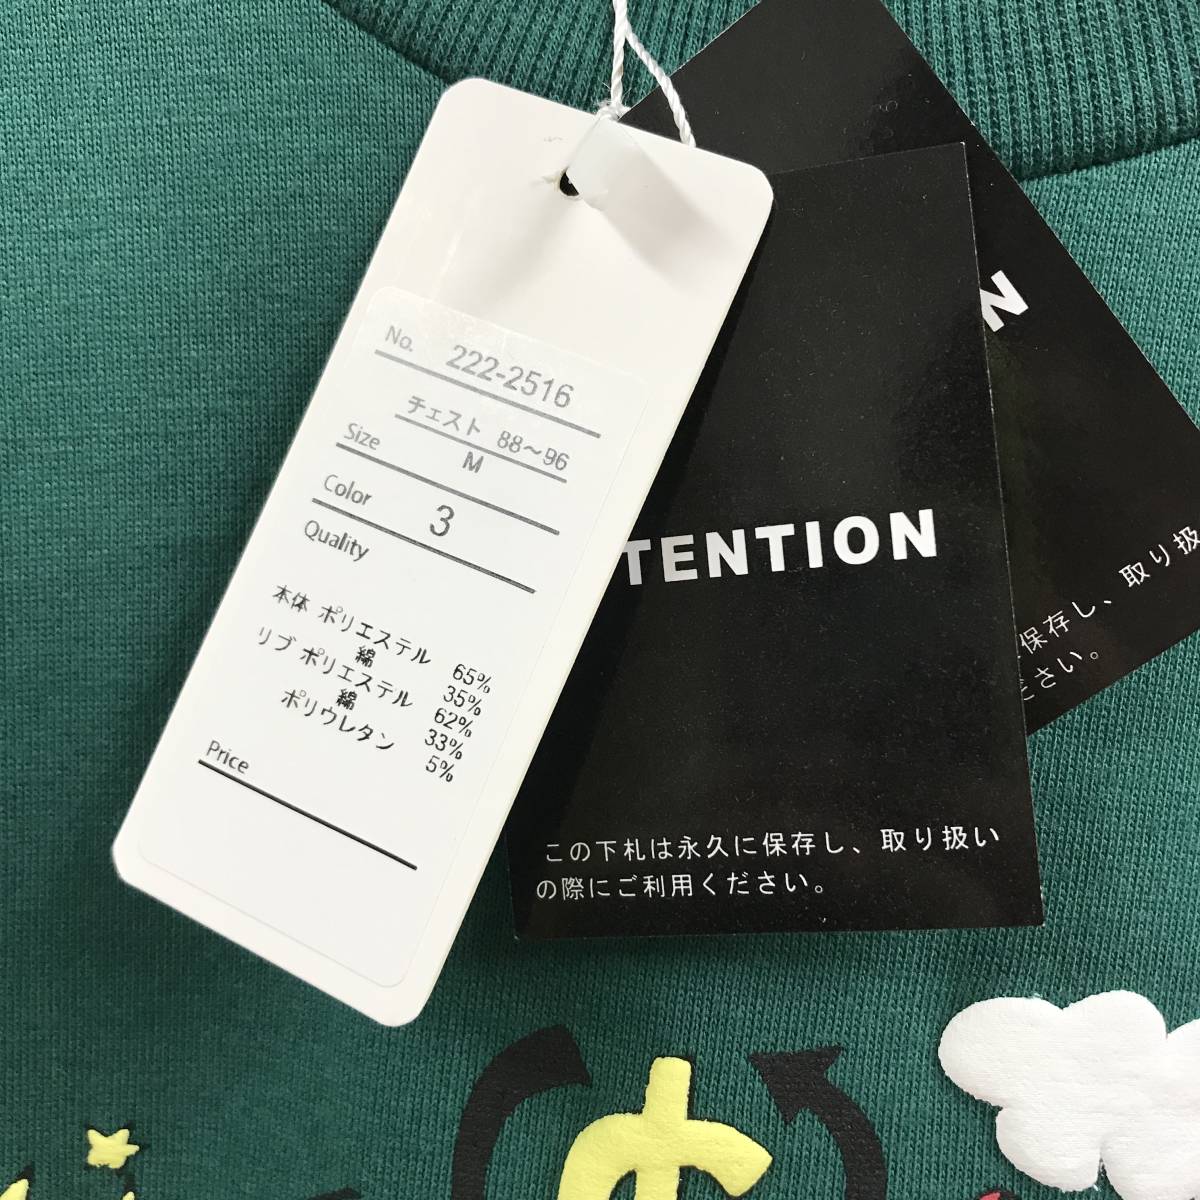 No. 222-2516
チェスト 88～96
Size M
Color 3
Quality
本体 ポリエステル 65%
綿 35%
リブ ポリエステル 62%
綿 33%
ポリウレタン 5%
Price
TENTION
この下札は永久に保存し、取り扱い
の際にご利用ください。
N
保存し、取り扱
ださい。